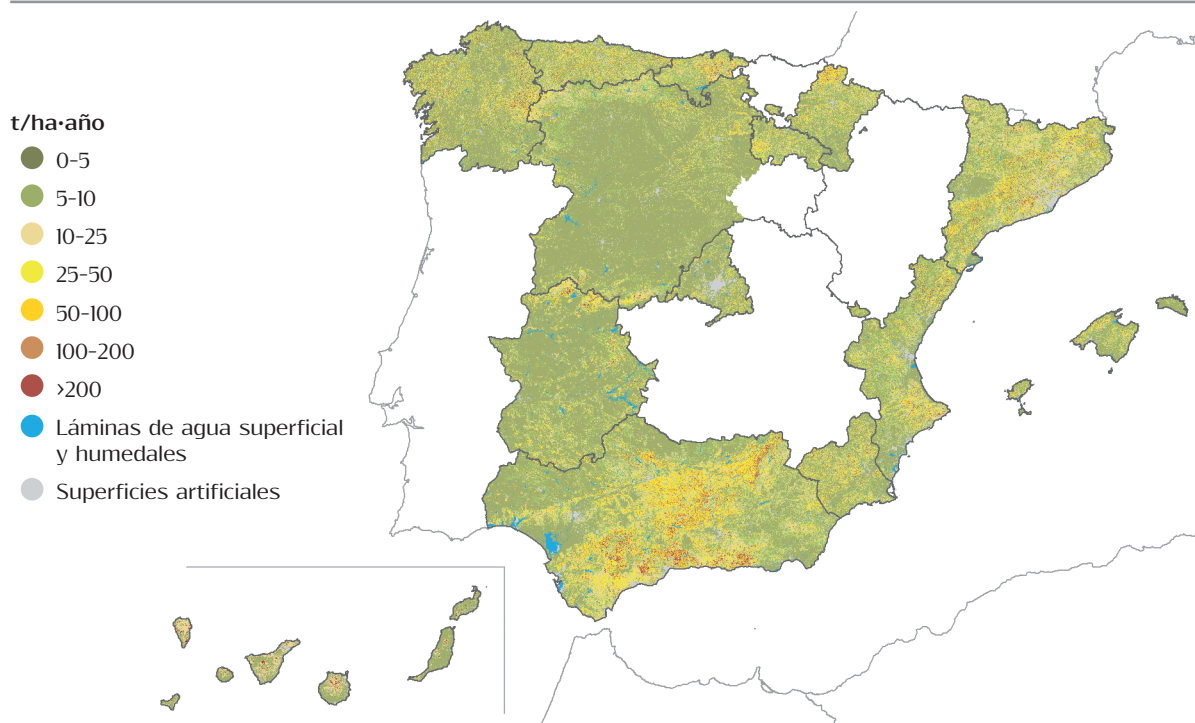 t/ha·año
0-5
5-10
10-25
25-50
50-100
100-200
>200
Láminas de agua superficial
y humedales
Superficies artificiales